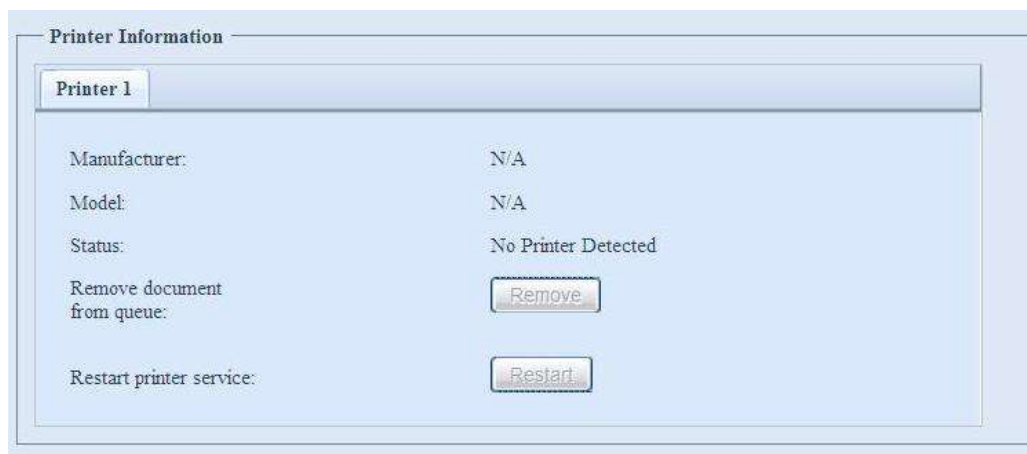 Printer Information
Printer 1
Manufacturer: N/A
Model: N/A
Status: No Printer Detected
Remove document
from queue: Remove
Restart printer service: Restart